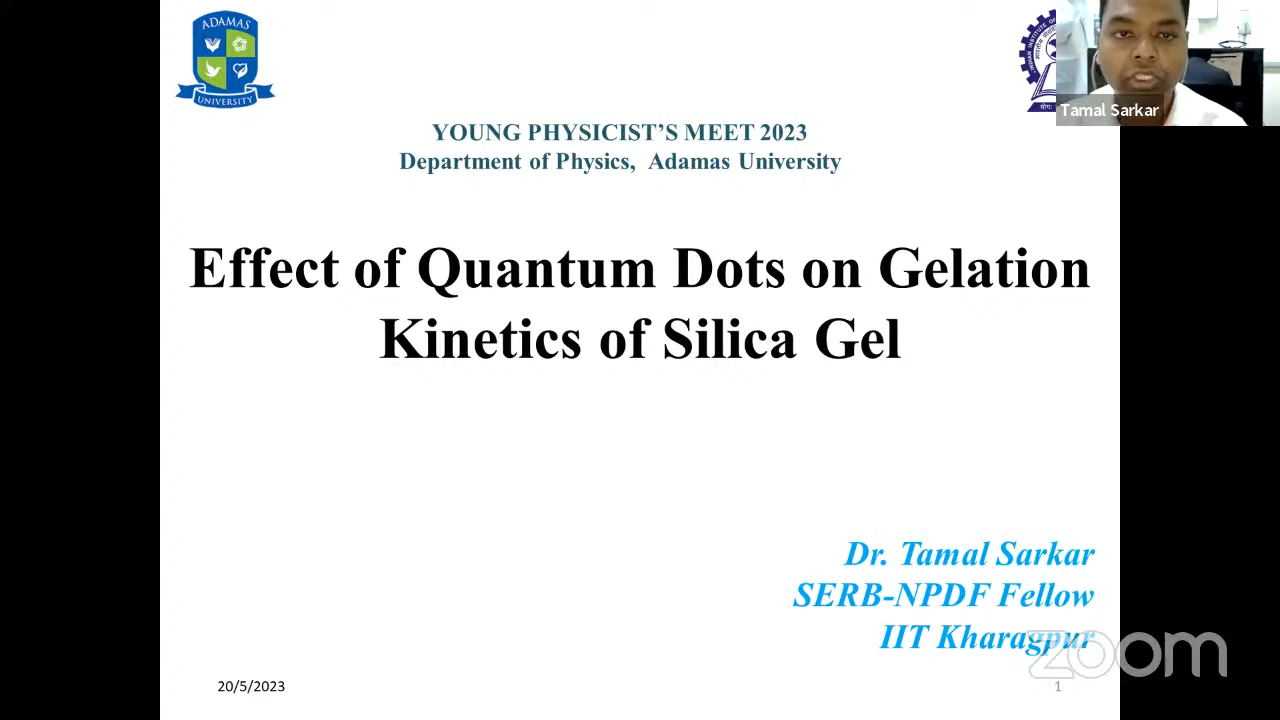 ADAMAS
UNIVERSITY
Tamal Sarkar
YOUNG PHYSICIST'S MEET 2023
Department of Physics, Adamas University
Effect of Quantum Dots on Gelation
Kinetics of Silica Gel
Dr. Tamal Sarkar
SERB-NPDF Fellow
IIT Kharagpur
zoom
20/5/2023
1